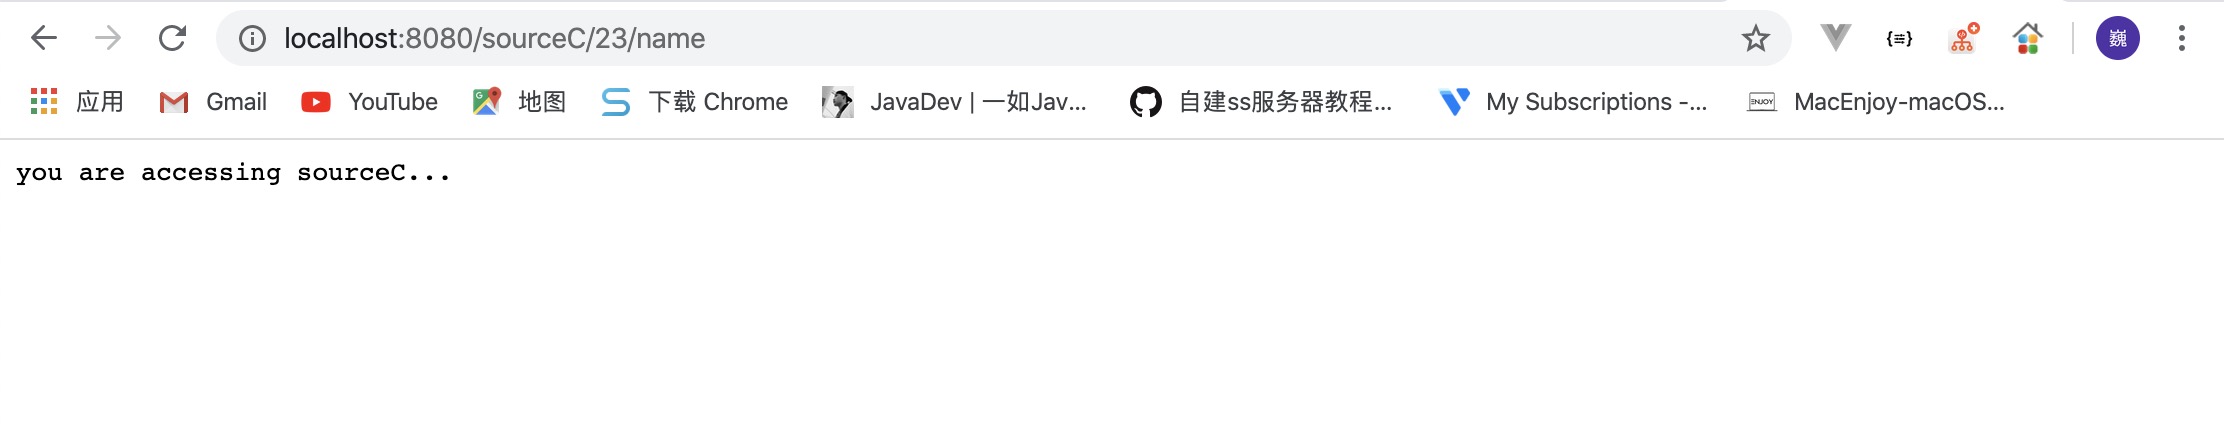 localhost:8080/sourceC/23/name
{≡} 巍
应用 Gmail YouTube 地图 下载 Chrome JavaDev | 一如Jav... 自建ss服务器教程... ENJOY My Subscriptions -... MacEnjoy-macOS...
you are accessing sourceC...